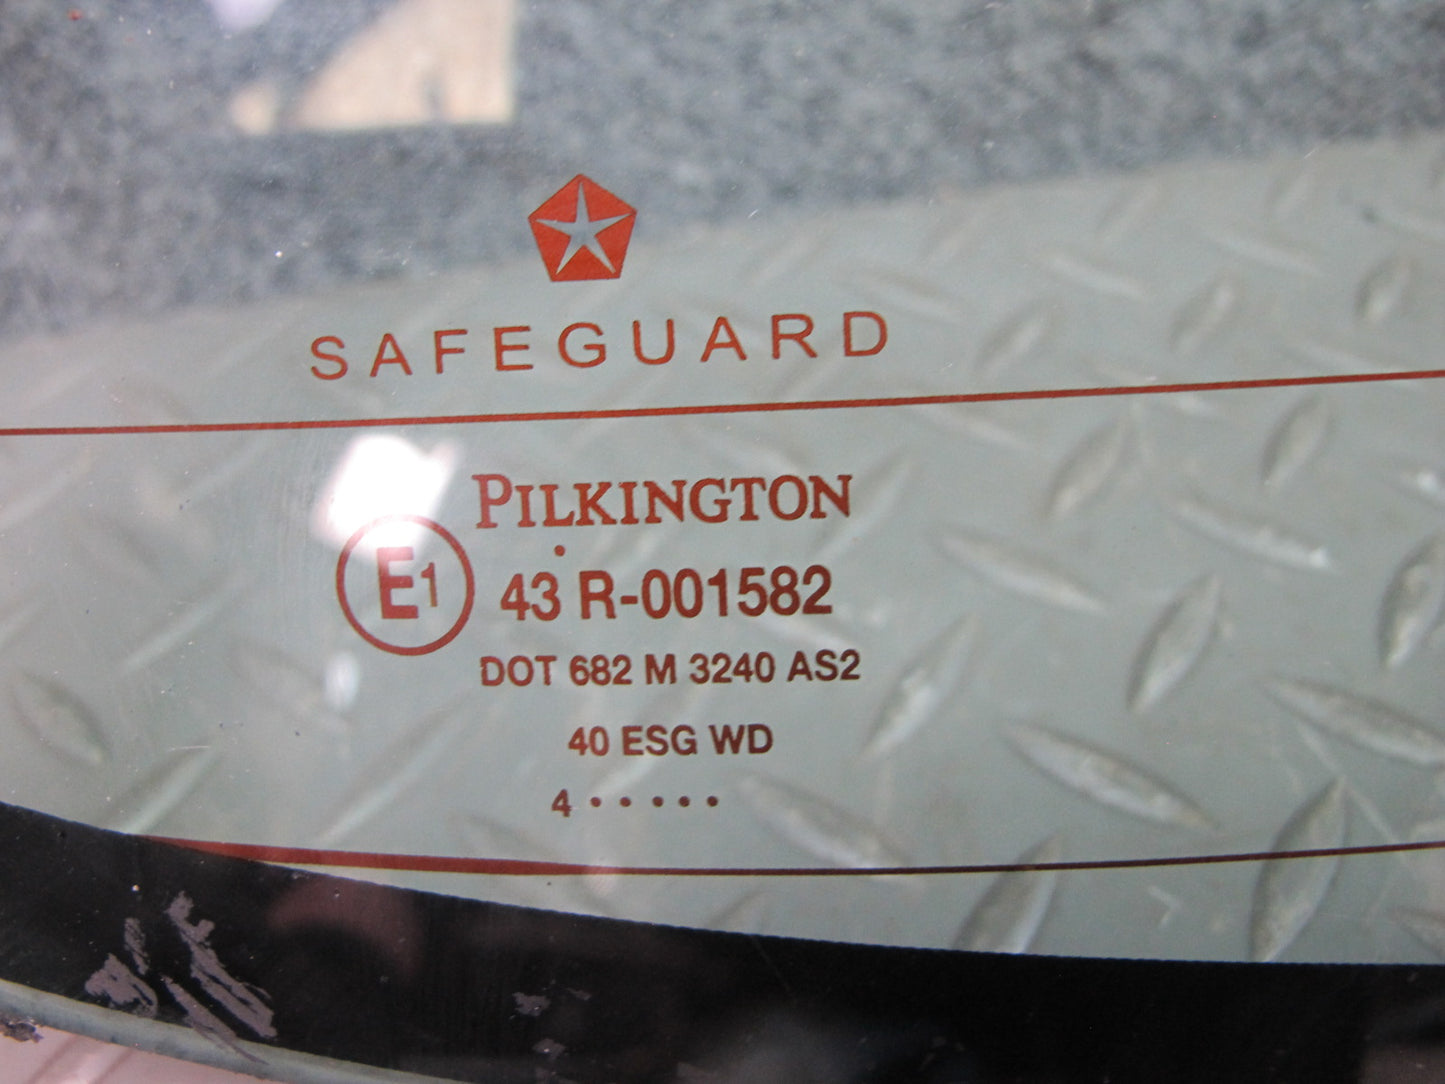 SAFEGUARD
PILKINGTON
E1 43 R-001582
DOT 682 M 3240 AS2
40 ESG WD
4 • • • • •